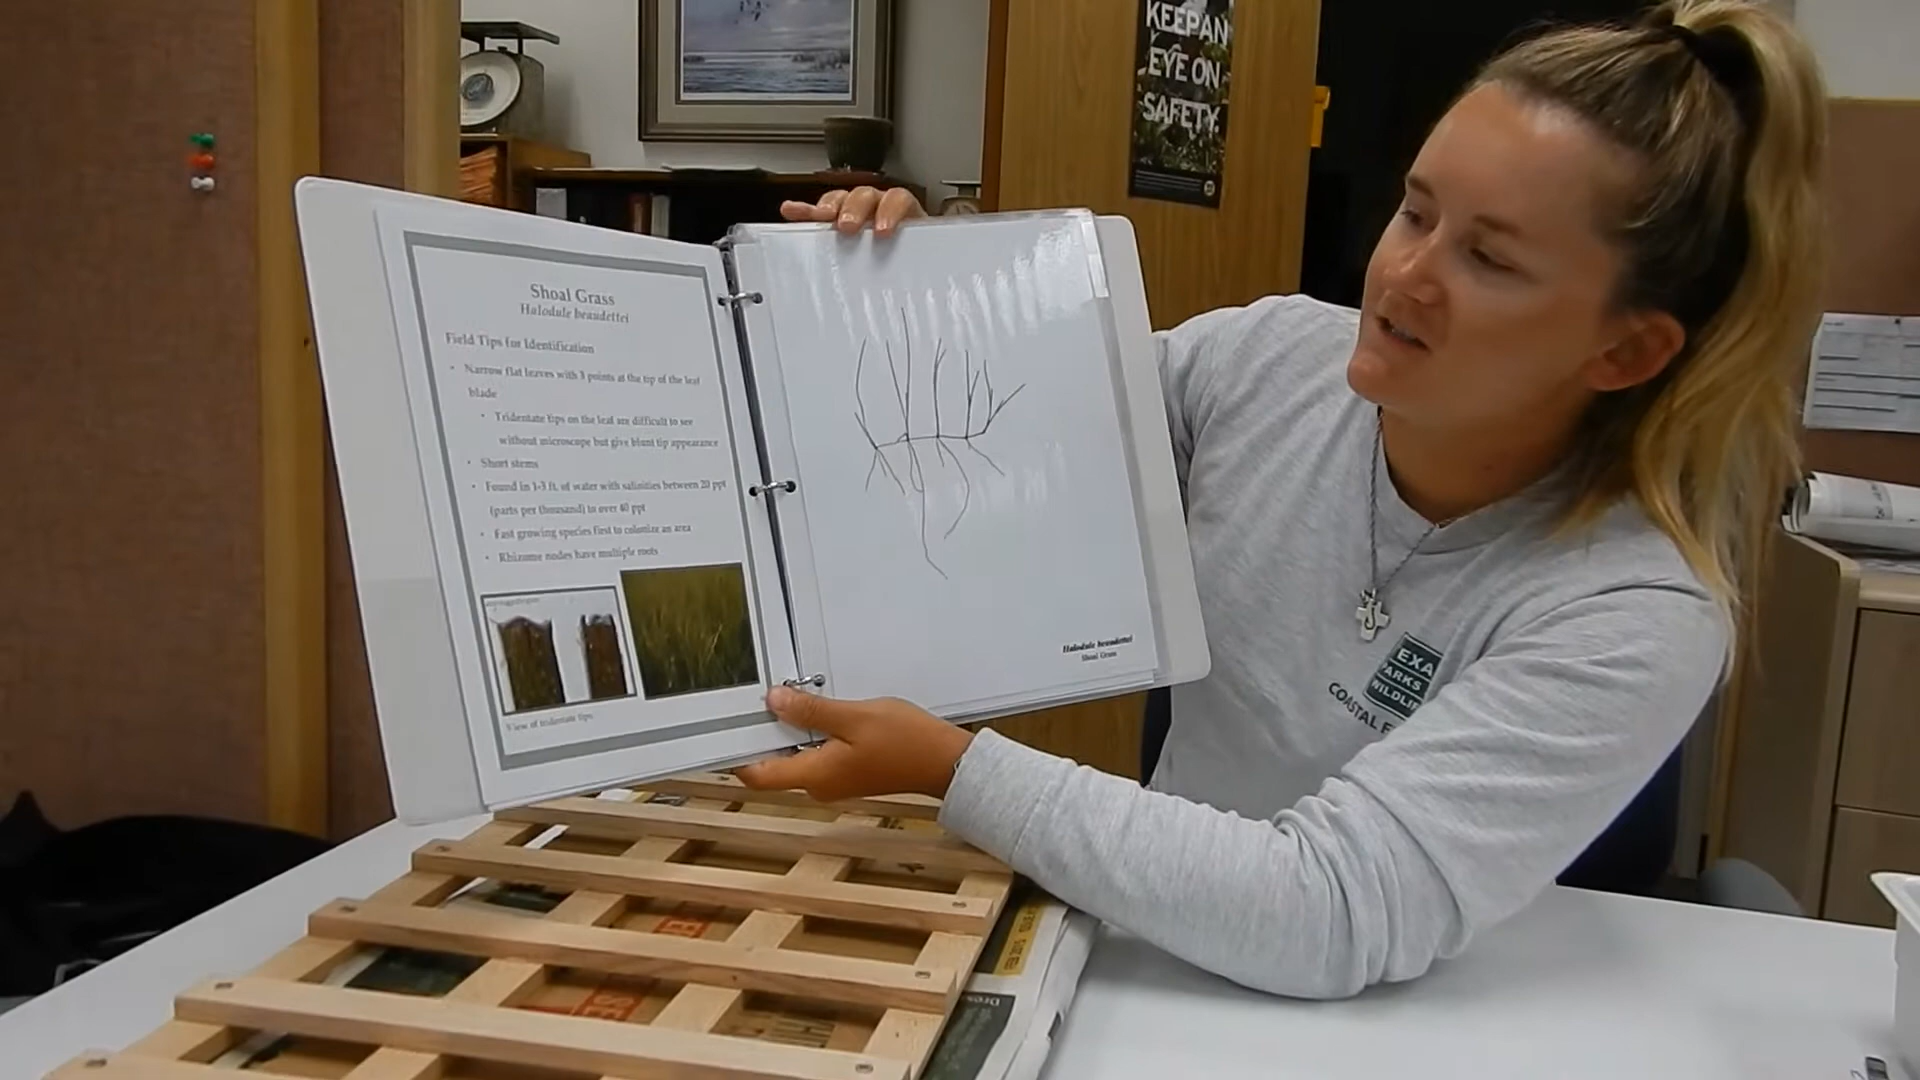 KEEP AN
EYE ON
SAFETY.
Shoal Grass
Halodule beaudettei
Field Tips for Identification
• Narrow flat leaves with 3 points at the tip of the leaf
blade
• Tridentate tips on the leaf are difficult to see
without microscope but give blunt tip appearance
• Short stems
• Found in 1-3 ft. of water with salinities between 20 ppt
(parts per thousand) to over 40 ppt
• Fast growing species first to colonize an area
• Rhizome nodes have multiple roots
View of tridentate tips
Halodule beaudettei
Shoal Grass
EXA
PARKS
WILDLI
COASTAL F